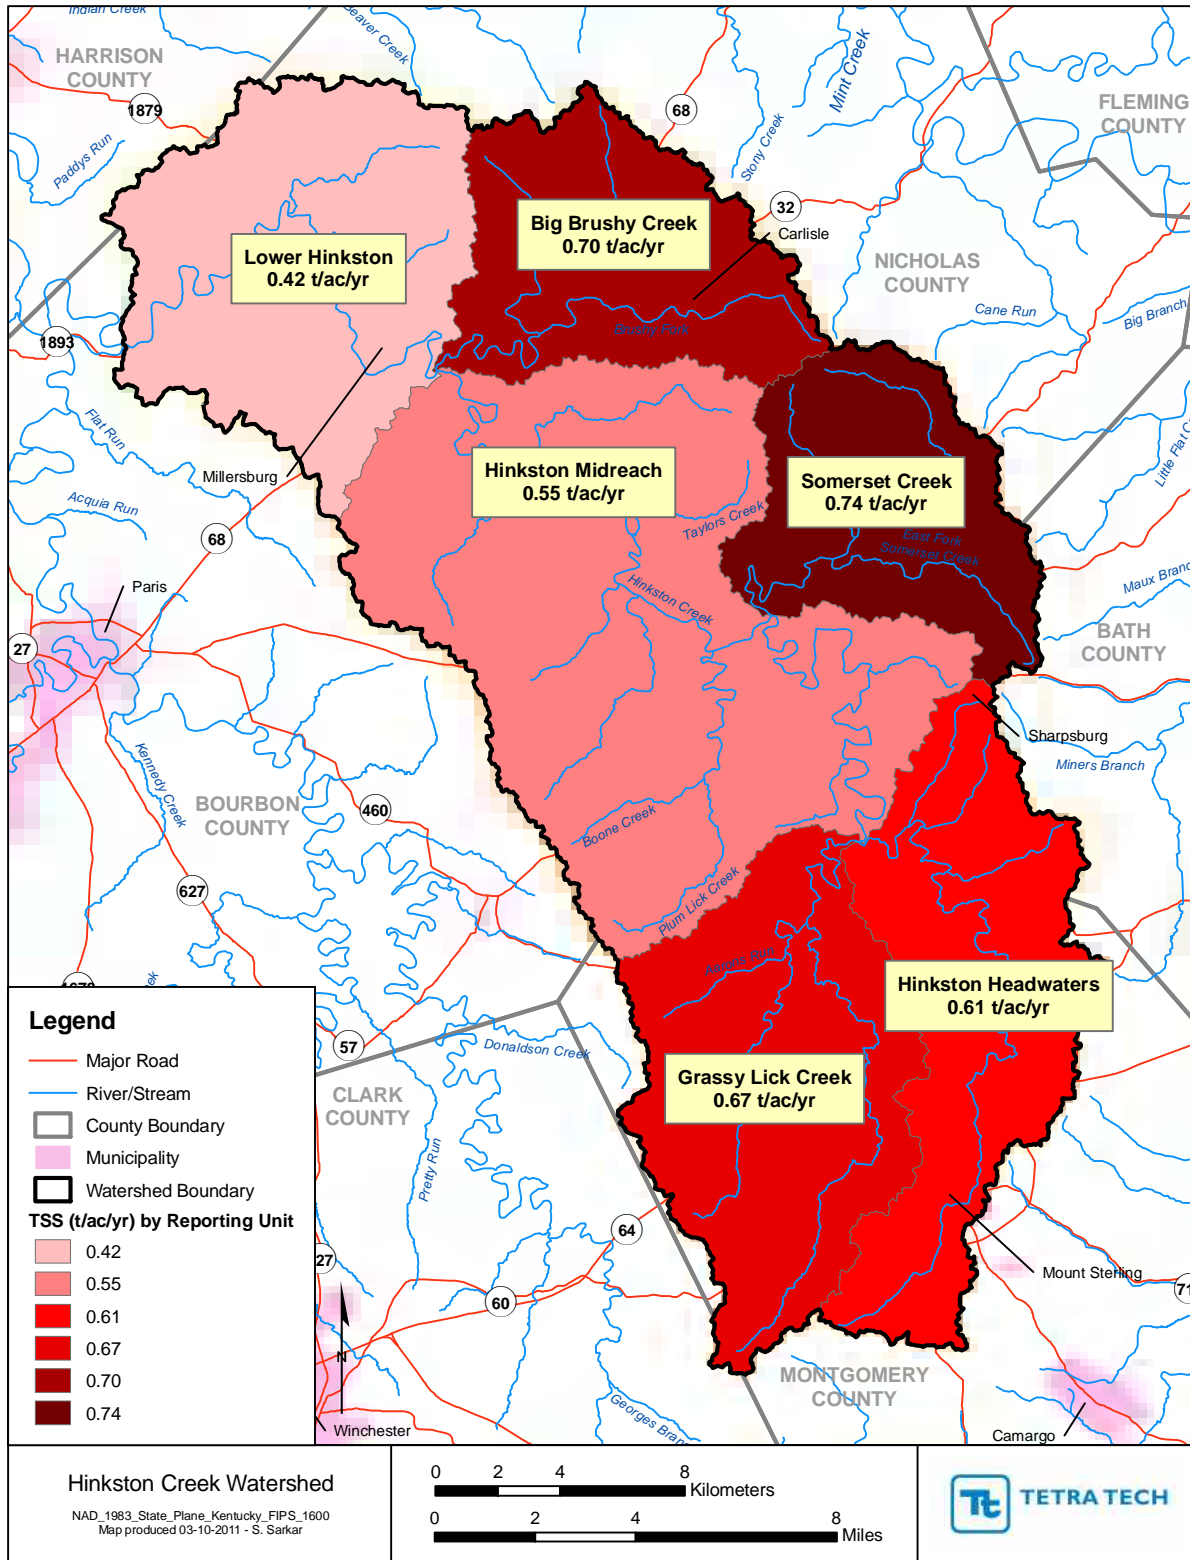 Indian Creek
Beaver Creek
HARRISON
COUNTY
1879
68
Mint Creek
FLEMING
COUNTY
Stony Creek
Paddys Run
32
Carlisle
Big Brushy Creek
0.70 t/ac/yr
Lower Hinkston
0.42 t/ac/yr
NICHOLAS
COUNTY
Cane Run
Big Branch
Brushy Fork
1893
Flat Run
Millersburg
Hinkston Midreach
0.55 t/ac/yr
Somerset Creek
0.74 t/ac/yr
Little Flat C
Acquia Run
68
Taylors Creek
East Fork
Somerset Creek
Paris
Hinkston Creek
Maux Branc
27
BATH
COUNTY
Sharpsburg
Miners Branch
Kennedy Creek
BOURBON
COUNTY
460
Boone Creek
627
Plum Lick Creek
Hinkston Headwaters
0.61 t/ac/yr
57
Donaldson Creek
Grassy Lick Creek
0.67 t/ac/yr
CLARK
COUNTY
Pretty Run
64
27
60
Mount Sterling
71
MONTGOMERY
COUNTY
Georges Bran
Winchester
Camargo
Legend
Major Road
River/Stream
County Boundary
Municipality
Watershed Boundary
TSS (t/ac/yr) by Reporting Unit
0.42
0.55
0.61
0.67
0.70
0.74
N
Hinkston Creek Watershed
NAD_1983_State_Plane_Kentucky_FIPS_1600
Map produced 03-10-2011 - S. Sarkar
0 2 4 8
Kilometers
0 2 4 8
Miles
Tt
TETRA TECH